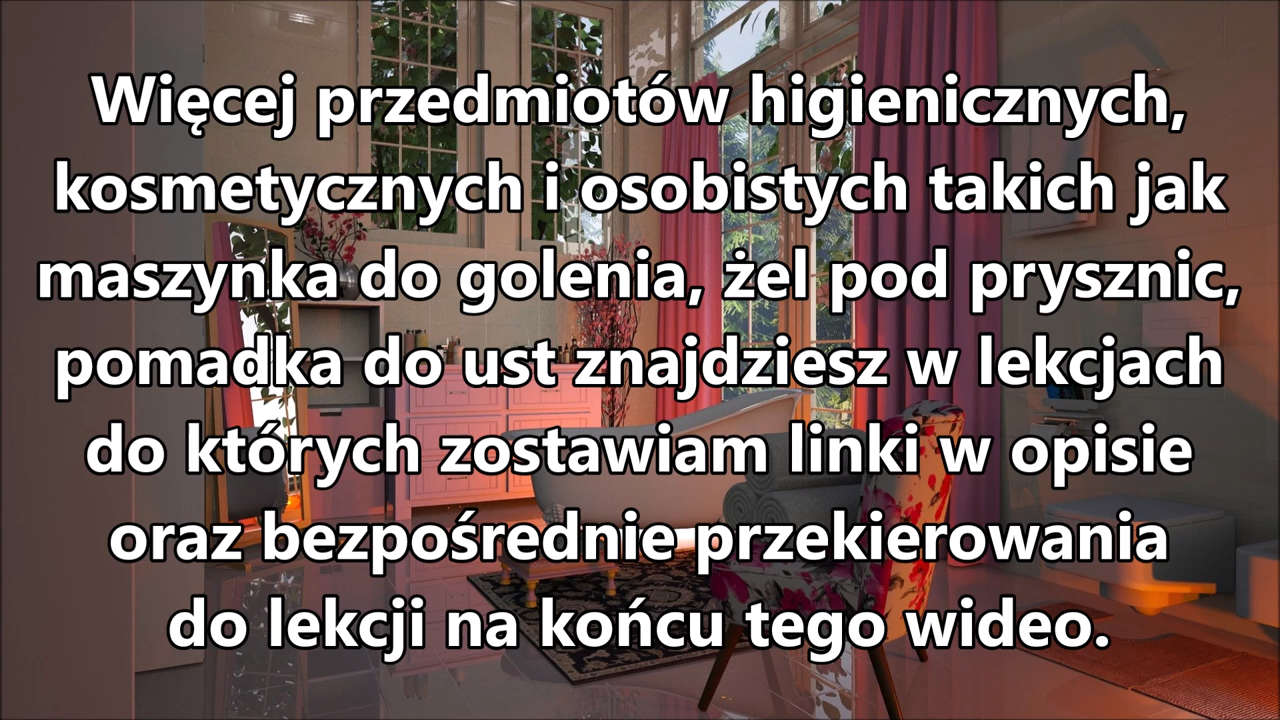 Więcej przedmiotów higienicznych,
kosmetycznych i osobistych takich jak
maszynka do golenia, żel pod prysznic,
pomadka do ust znajdziesz w lekcjach
do których zostawiam linki w opisie
oraz bezpośrednie przekierowania
do lekcji na końcu tego wideo.